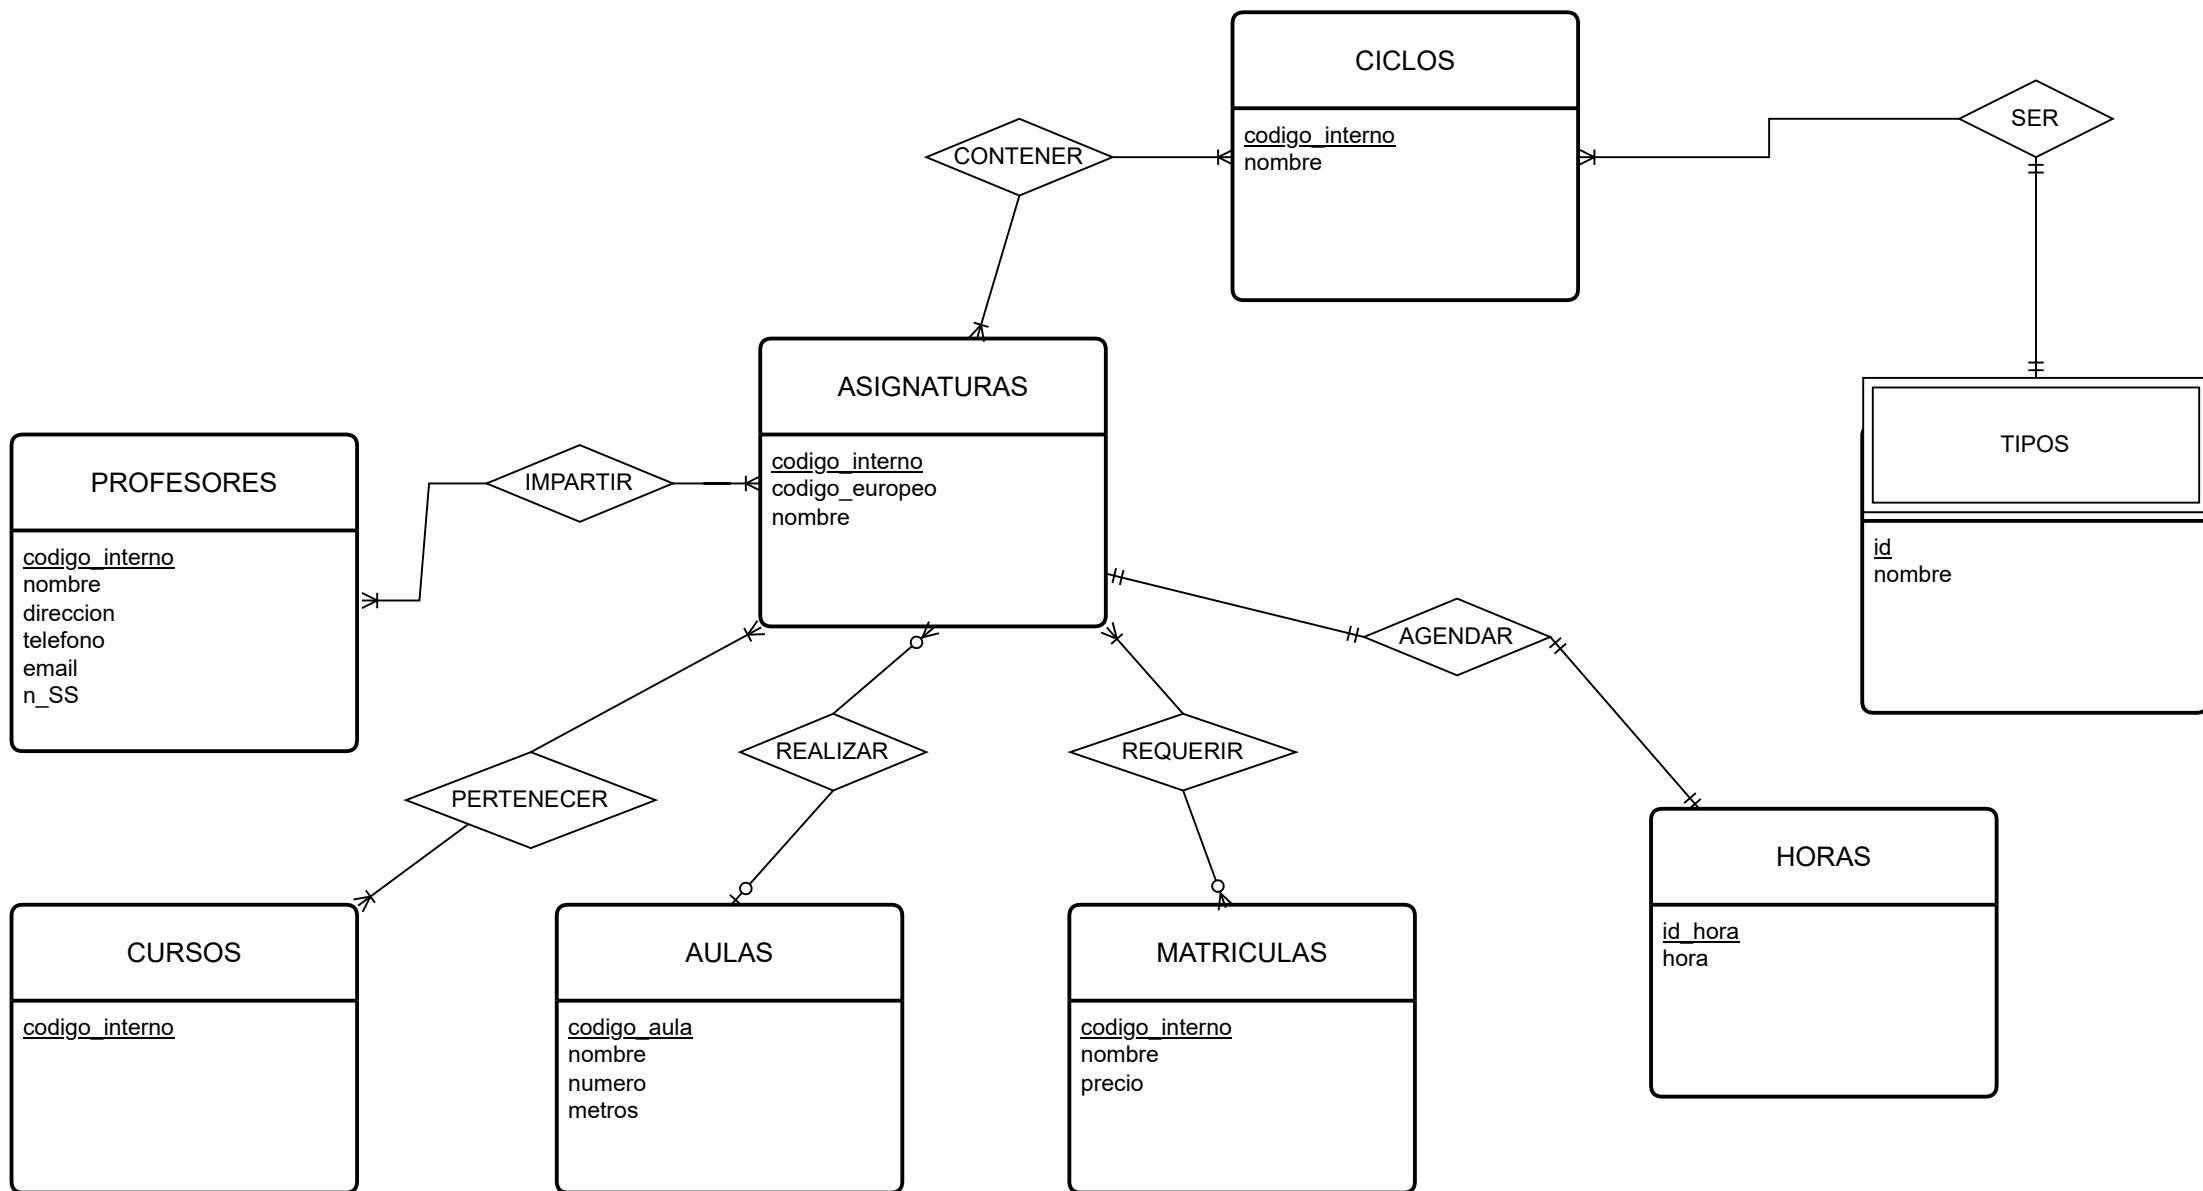 CICLOS
codigo_interno
nombre
SER
CONTENER
ASIGNATURAS
codigo_interno
codigo_europeo
nombre
TIPOS
id
nombre
PROFESORES
codigo_interno
nombre
direccion
telefono
email
n_SS
IMPARTIR
AGENDAR
PERTENECER
REALIZAR
REQUERIR
CURSOS
codigo_interno
AULAS
codigo_aula
nombre
numero
metros
MATRICULAS
codigo_interno
nombre
precio
HORAS
id_hora
hora